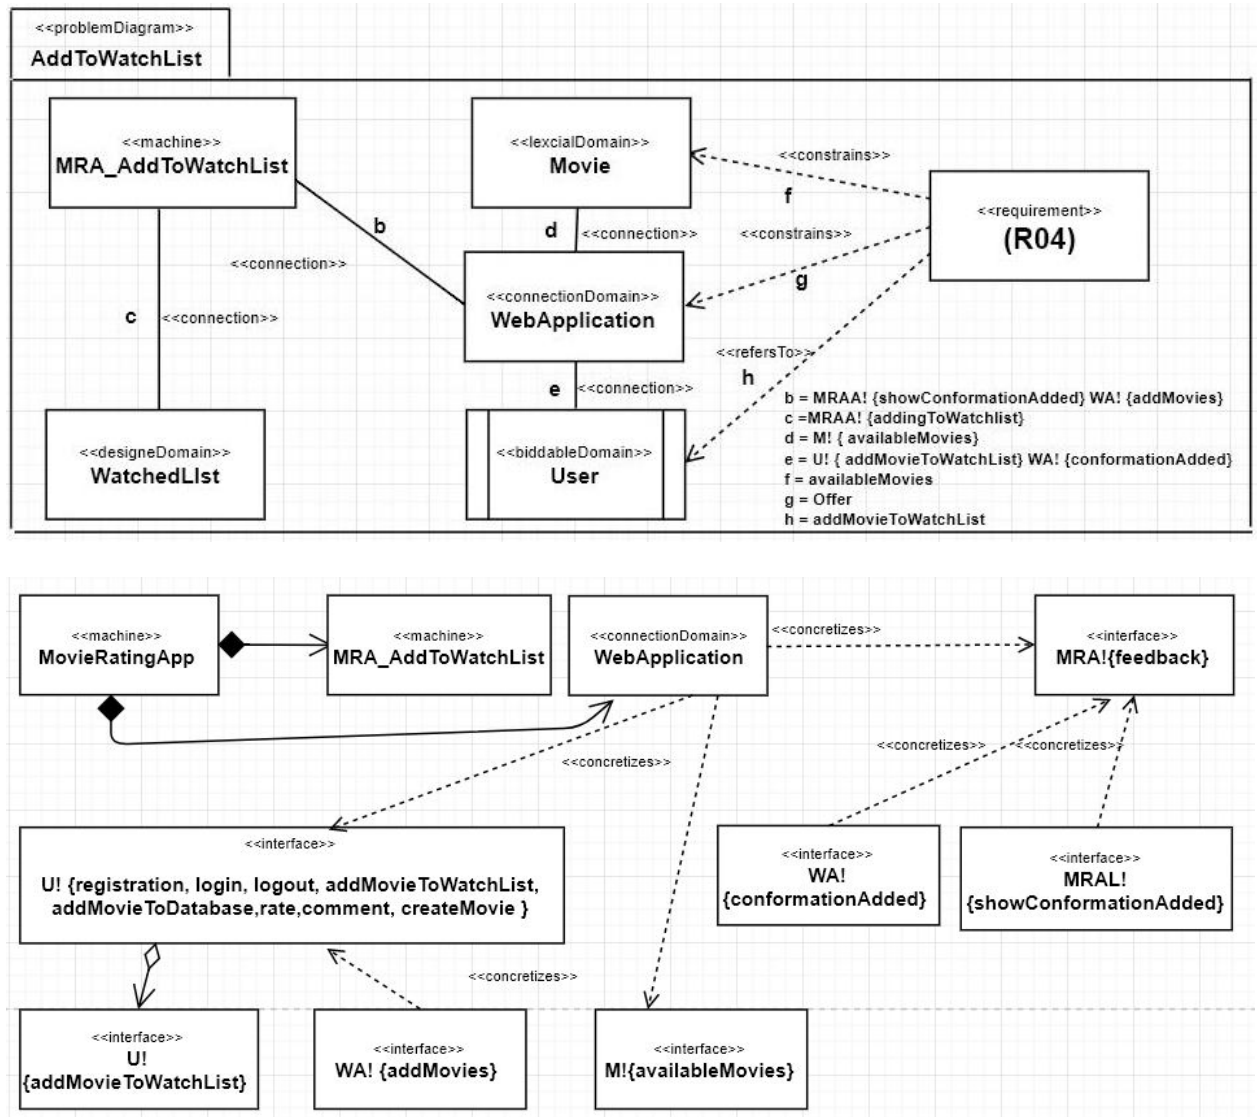 <<problemDiagram>>
AddToWatchList
<<machine>>
MRA_AddToWatchList
<<lexcialDomain>>
Movie
<<constrains>>
f
<<requirement>>
(R04)
b
d
<<connection>>
<<constrains>>
<<connection>>
g
<<connectionDomain>>
WebApplication
c
<<connection>>
<<refersTo>>
h
e
<<connection>>
<<designeDomain>>
WatchedLIst
<<biddableDomain>>
User
b = MRAA! {showConformationAdded} WA! {addMovies}
c =MRAA! {addingToWatchlist}
d = M! { availableMovies}
e = U! { addMovieToWatchList} WA! {conformationAdded}
f = availableMovies
g = Offer
h = addMovieToWatchList
<<machine>>
MovieRatingApp
<<machine>>
MRA_AddToWatchList
<<connectionDomain>>
WebApplication
<<concretizes>>
<<interface>>
MRA!{feedback}
<<concretizes>>
<<concretizes>>
<<concretizes>>
<<interface>>
U! {registration, login, logout, addMovieToWatchList,
addMovieToDatabase,rate,comment, createMovie }
<<interface>>
WA!
{conformationAdded}
<<interface>>
MRAL!
{showConformationAdded}
<<concretizes>>
<<interface>>
U!
{addMovieToWatchList}
<<interface>>
WA! {addMovies}
<<interface>>
M!{availableMovies}